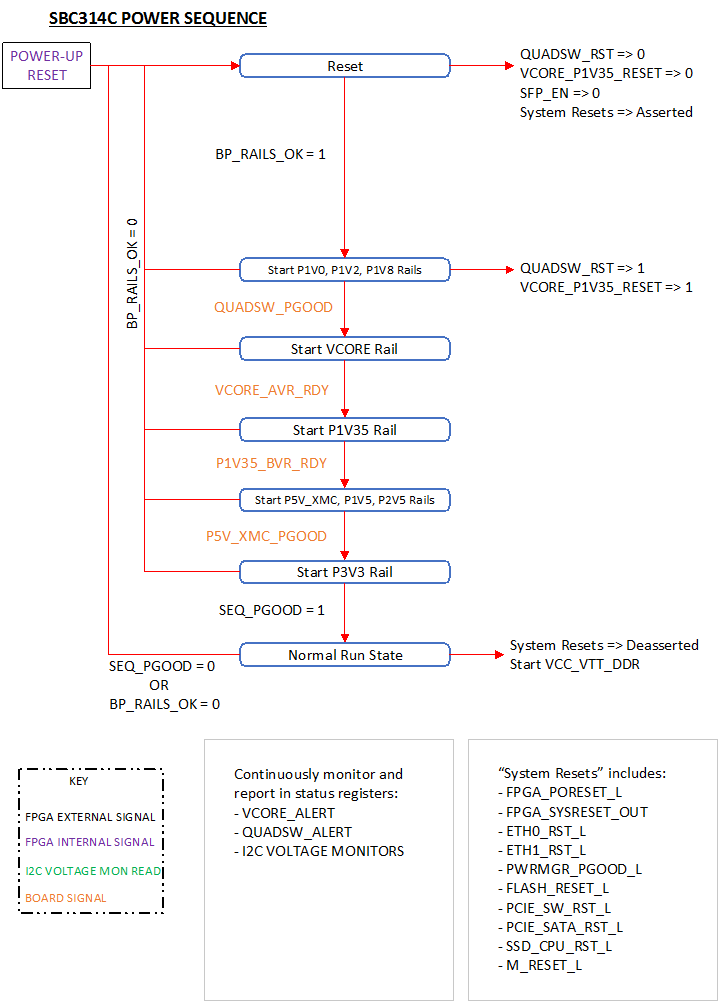 SBC314C POWER SEQUENCE
POWER-UP
RESET
Reset
QUADSW_RST => 0
VCORE_P1V35_RESET => 0
SFP_EN => 0
System Resets => Asserted
BP_RAILS_OK = 1
BP_RAILS_OK = 0
Start P1V0, P1V2, P1V8 Rails
QUADSW_RST => 1
VCORE_P1V35_RESET => 1
QUADSW_PGOOD
Start VCORE Rail
VCORE_AVR_RDY
Start P1V35 Rail
P1V35_BVR_RDY
Start P5V_XMC, P1V5, P2V5 Rails
P5V_XMC_PGOOD
Start P3V3 Rail
SEQ_PGOOD = 1
Normal Run State
System Resets => Deasserted
Start VCC_VTT_DDR
SEQ_PGOOD = 0
OR
BP_RAILS_OK = 0
KEY
FPGA EXTERNAL SIGNAL
FPGA INTERNAL SIGNAL
I2C VOLTAGE MON READ
BOARD SIGNAL
Continuously monitor and
report in status registers:
- VCORE_ALERT
- QUADSW_ALERT
- I2C VOLTAGE MONITORS
“System Resets” includes:
- FPGA_PORESET_L
- FPGA_SYSRESET_OUT
- ETH0_RST_L
- ETH1_RST_L
- PWRMGR_PGOOD_L
- FLASH_RESET_L
- PCIE_SW_RST_L
- PCIE_SATA_RST_L
- SSD_CPU_RST_L
- M_RESET_L